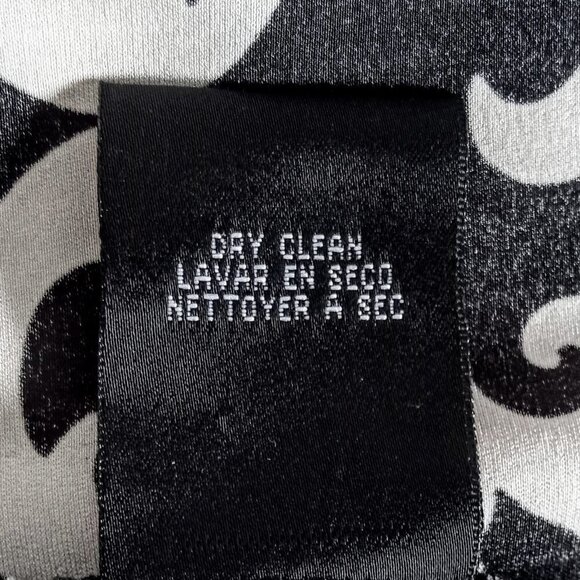 DRY CLEAN
LAVAR EN SECO
NETTOYER A SEC